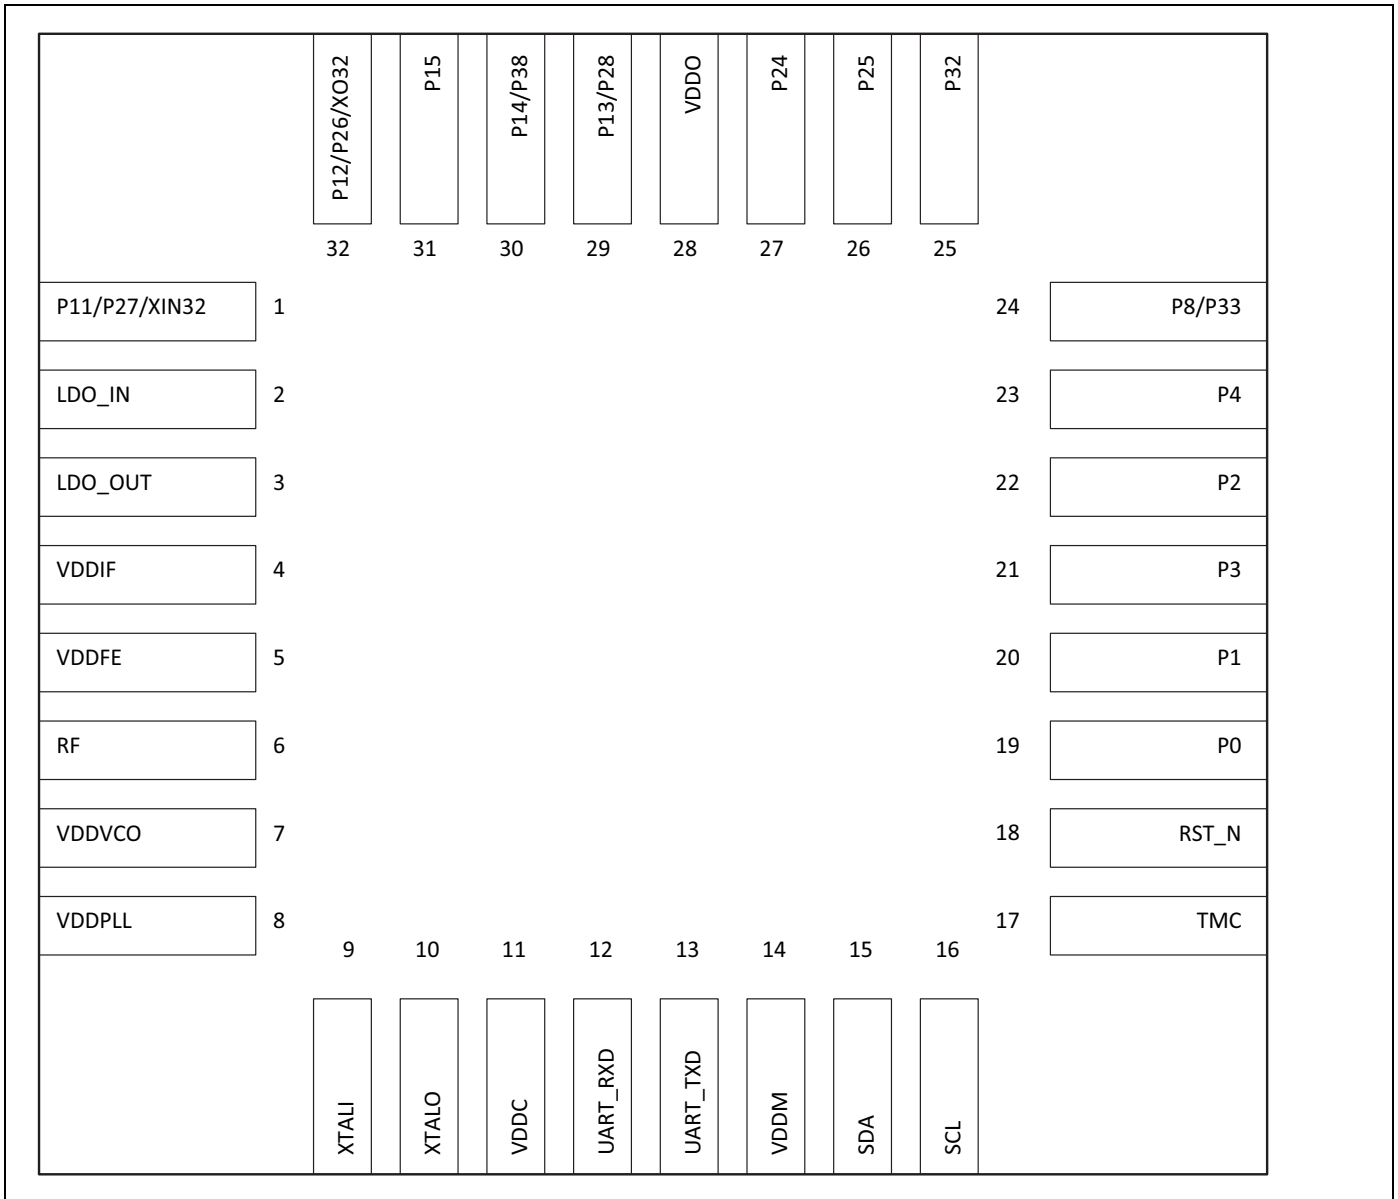 P12/P26/XO32
P15
P14/P38
P13/P28
VDDO
P24
P25
P32
32 31 30 29 28 27 26 25
P11/P27/XIN32 1 24 P8/P33
LDO_IN 2 23 P4
LDO_OUT 3 22 P2
VDDIF 4 21 P3
VDDFE 5 20 P1
RF 6 19 P0
VDDVCO 7 18 RST_N
VDDPLL 8 17 TMC
9 10 11 12 13 14 15 16
XTALI
XTALO
VDDC
UART_RXD
UART_TXD
VDDM
SDA
SCL